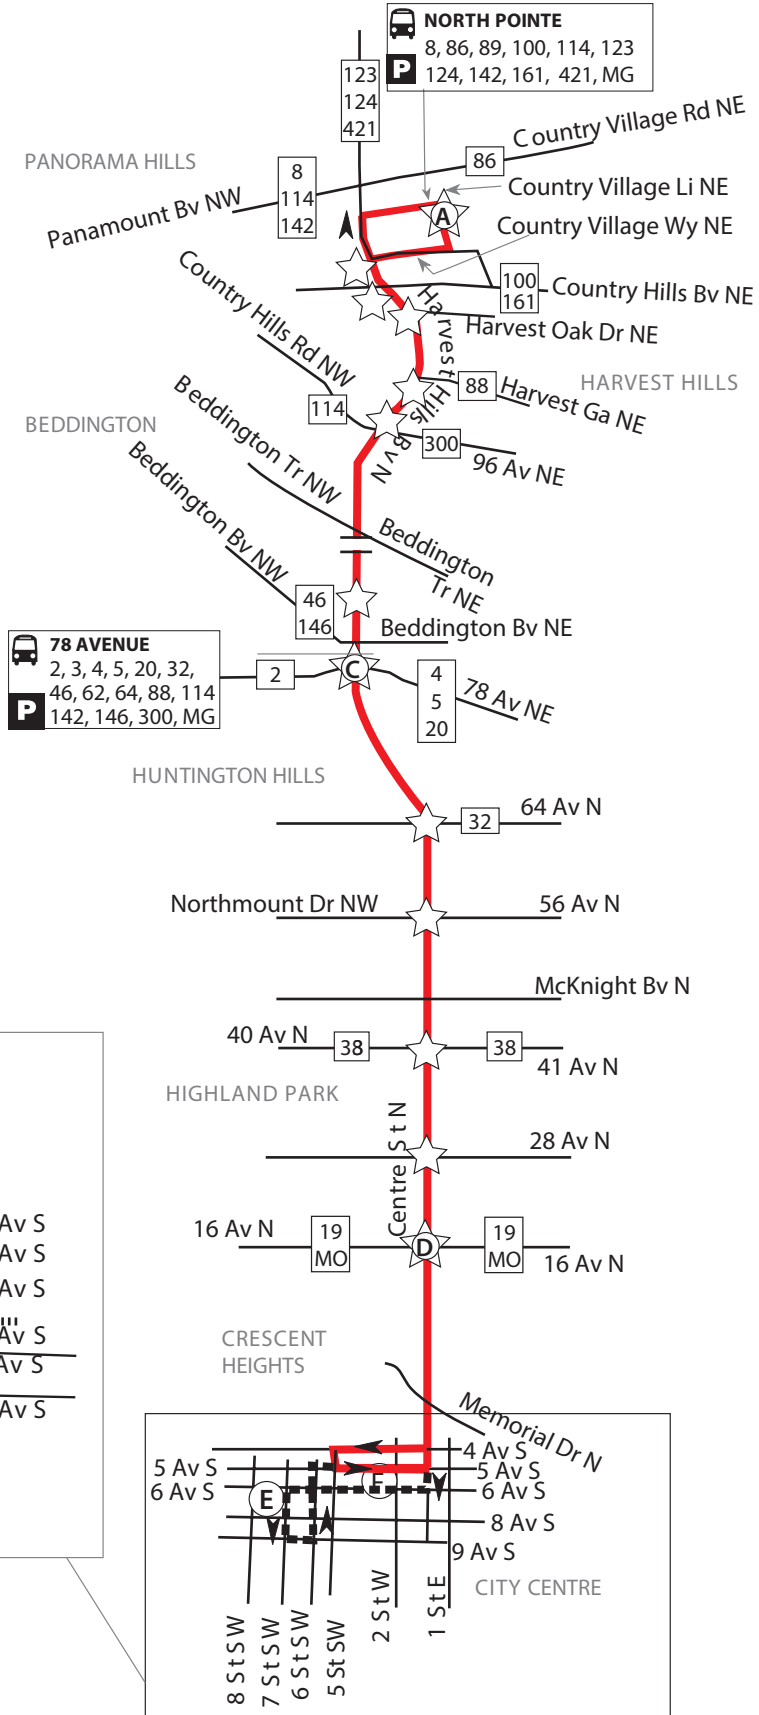 NORTH POINTE
8, 86, 89, 100, 114, 123
P 124, 142, 161, 421, MG
123
124
421
Country Village Rd NE
PANORAMA HILLS
86
8
114
142
Country Village Li NE
Panamount Bv NW
A
Country Village Wy NE
100
161
Country Hills Bv NE
Country Hills Rd NW
Harvest Oak Dr NE
Harvest Hills Bv N
HARVEST HILLS
88
Harvest Ga NE
Beddington Tr NW
114
BEDDINGTON
300
96 Av NE
Beddington Bv NW
Beddington
Tr NE
46
146
Beddington Bv NE
78 AVENUE
2, 3, 4, 5, 20, 32,
46, 62, 64, 88, 114
P 142, 146, 300, MG
2
C
4
5
20
78 Av NE
HUNTINGTON HILLS
64 Av N
32
Northmount Dr NW
56 Av N
McKnight Bv N
40 Av N
38
38
41 Av N
HIGHLAND PARK
Centre St N
28 Av N
16 Av N
19
MO
D
19
MO
16 Av N
Av S
Av S
Av S
Av S
Av S
Av S
CRESCENT
HEIGHTS
Memorial Dr N
4 Av S
5 Av S
5 Av S
6 Av S
6 Av S
E
8 Av S
9 Av S
CITY CENTRE
8 St SW
7 St SW
6 St SW
5 St SW
2 St W
1 St E